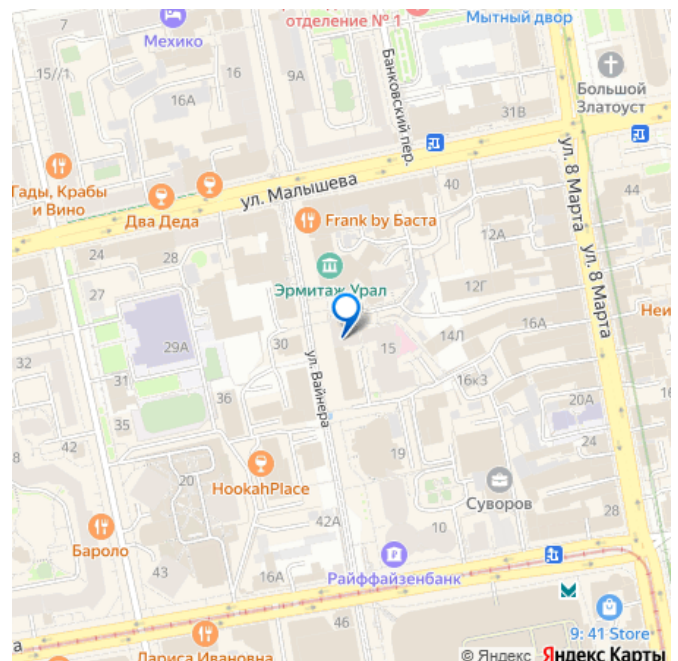 отделение № 1
Мытный двор
7
Мехико
15//1
16
9А
Банковский пер.
Большой
Златоуст
16А
31В
Гады, Крабы
и Вино
Два Деда
ул. Малышева
40
ул. 8 Марта
44
Frank by Баста
12А
24
28
Эрмитаж Урал
27
12Г
ул. 8 Марта
29А
30
15
14Л
16А
32
31
ул. Вайнера
16к3
36
20А
35
42
19
24
20
HookahPlace
Суворов
42А
10
28
Бароло
43
16А
Райффайзенбанк
46
9: 41 Store
Лариса Ивановна
© Яндекс Яндекс Карты